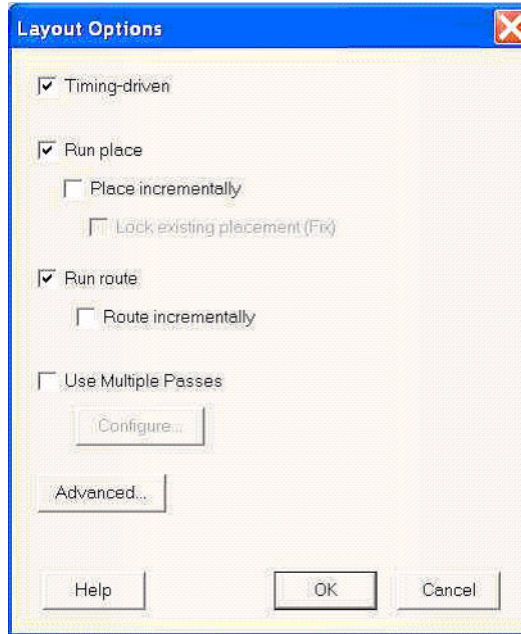 Layout Options
Timing-driven
Run place
Place incrementally
Lock existing placement (Fix)
Run route
Route incrementally
Use Multiple Passes
Configure...
Advanced...
Help OK Cancel